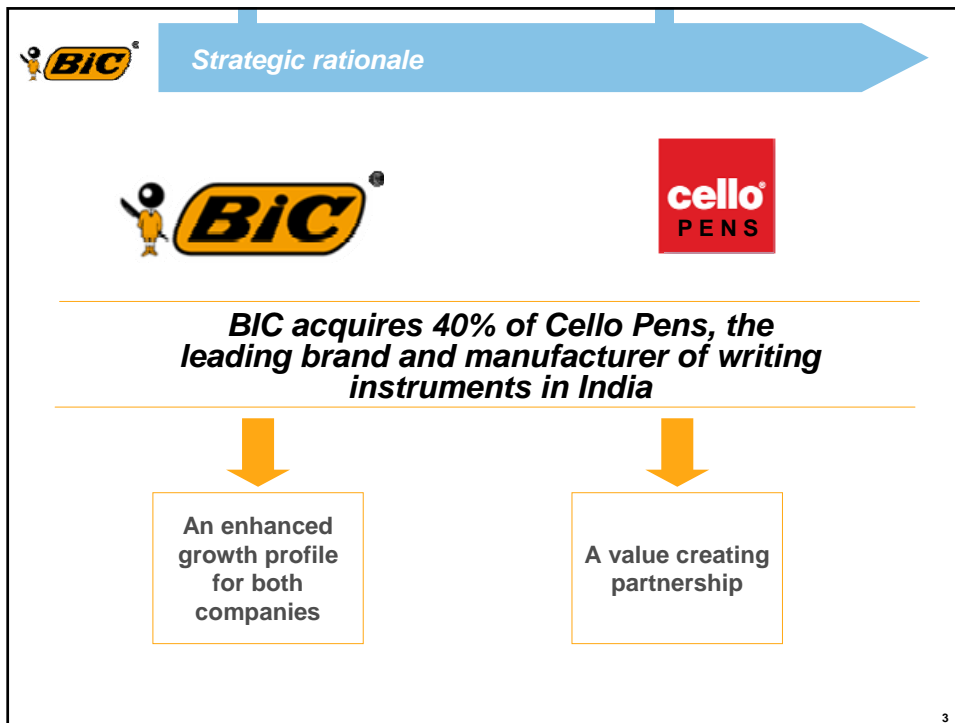 BiC®
Strategic rationale
BiC
cello®
PENS
BIC acquires 40% of Cello Pens, the
leading brand and manufacturer of writing
instruments in India
An enhanced
growth profile
for both
companies
A value creating
partnership
3